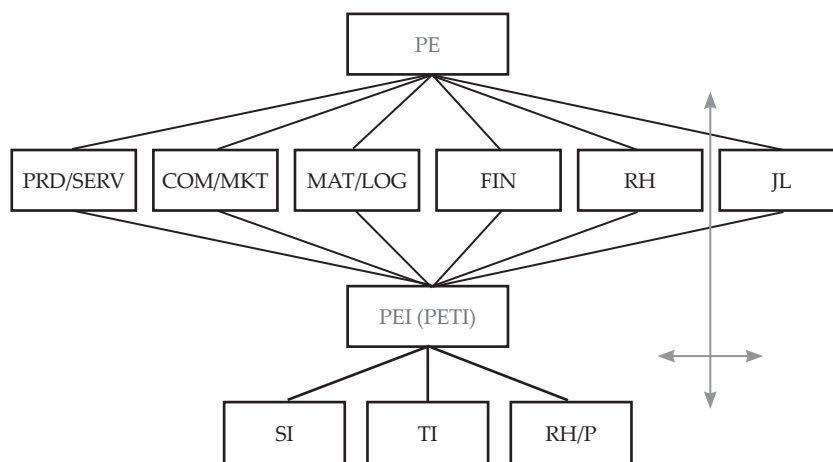 PE
PRD/SERV
COM/MKT
MAT/LOG
FIN
RH
JL
PEI (PETI)
SI
TI
RH/P